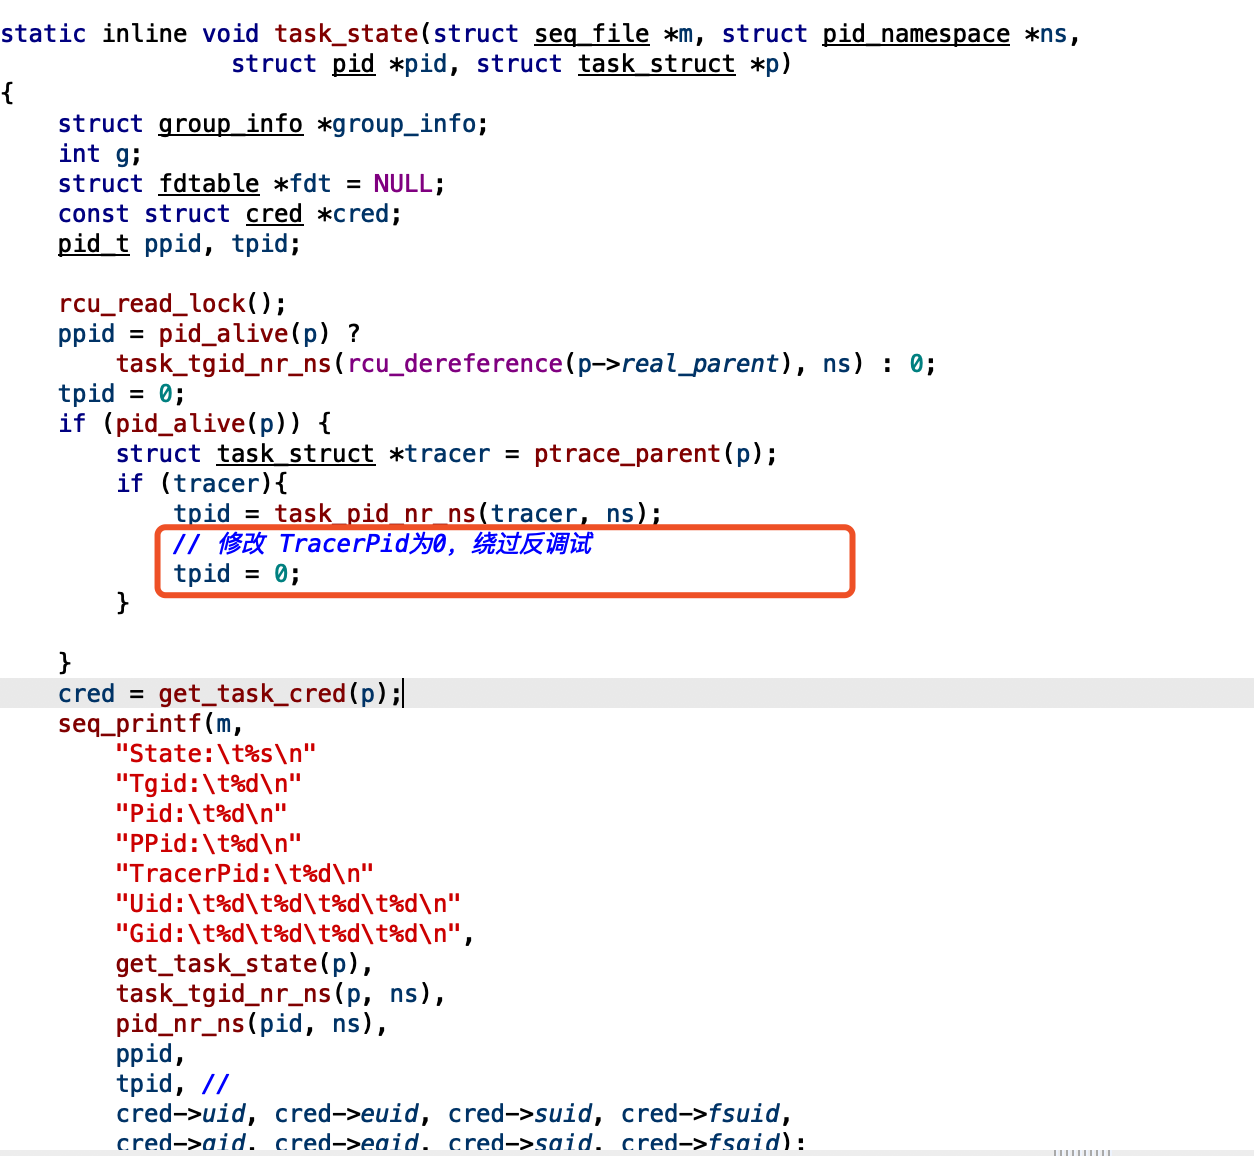 static inline void task_state(struct seq_file *m, struct pid_namespace *ns,
struct pid *pid, struct task_struct *p)
{
struct group_info *group_info;
int g;
struct fdtable *fdt = NULL;
const struct cred *cred;
pid_t ppid, tpid;
rcu_read_lock();
ppid = pid_alive(p) ?
task_tgid_nr_ns(rcu_dereference(p->real_parent), ns) : 0;
tpid = 0;
if (pid_alive(p)) {
struct task_struct *tracer = ptrace_parent(p);
if (tracer){
tpid = task_pid_nr_ns(tracer, ns);
// 修改 TracerPid为0，绕过反调试
tpid = 0;
}
}
cred = get_task_cred(p);
seq_printf(m,
"State:\t%s\n"
"Tgid:\t%d\n"
"Pid:\t%d\n"
"PPid:\t%d\n"
"TracerPid:\t%d\n"
"Uid:\t%d\t%d\t%d\t%d\n"
"Gid:\t%d\t%d\t%d\t%d\n",
get_task_state(p),
task_tgid_nr_ns(p, ns),
pid_nr_ns(pid, ns),
ppid,
tpid, //
cred->uid, cred->euid, cred->suid, cred->fsuid,
cred->gid, cred->egid, cred->sgid, cred->fsgid);